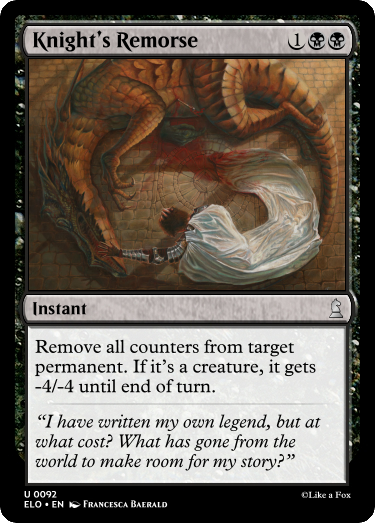 Knight's Remorse 1
Instant
Remove all counters from target
permanent. If it's a creature, it gets
-4/-4 until end of turn.
“I have written my own legend, but at
what cost? What has gone from the
world to make room for my story?”
U 0092
ELO • EN Francesca Baerald
©Like a Fox